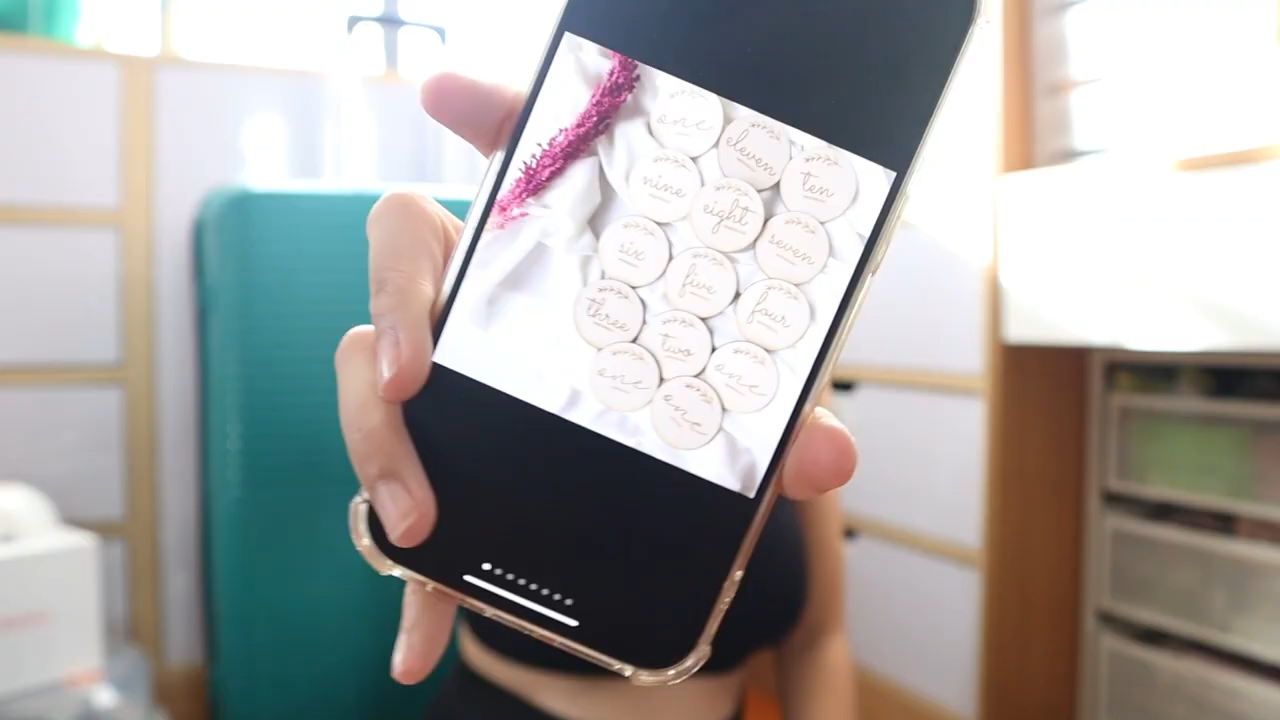 one
eleven
ten
nine
eight
seven
six
five
four
three
two
one
one
one